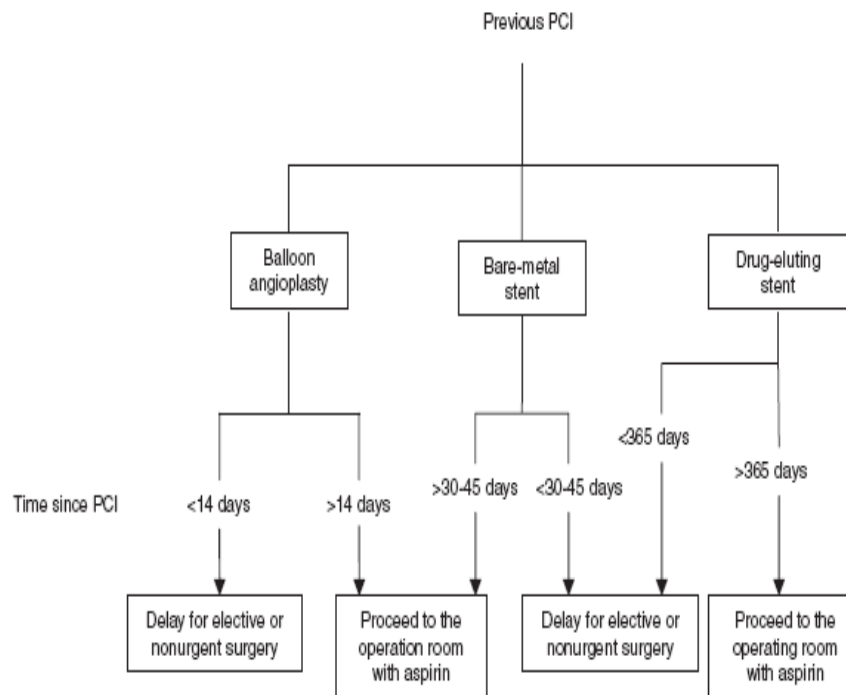 Previous PCI
Balloon
angioplasty
Bare-metal
stent
Drug-eluting
stent
Time since PCI
<14 days
>14 days
>30-45 days
<30-45 days
<365 days
>365 days
Delay for elective or
nonurgent surgery
Proceed to the
operation room
with aspirin
Delay for elective or
nonurgent surgery
Proceed to the
operating room
with aspirin